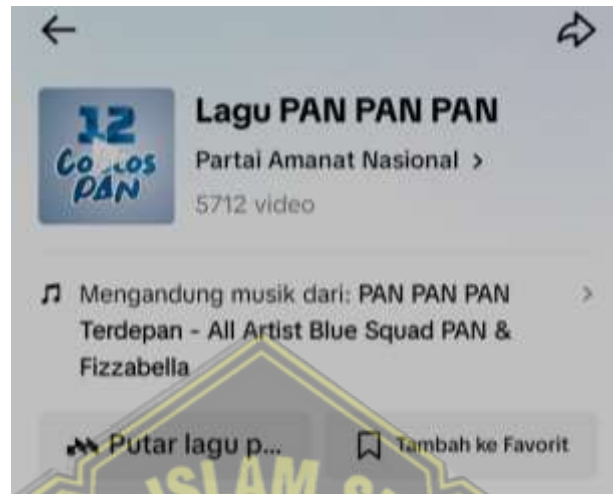 12
PAN
Lagu PAN PAN PAN
Partai Amanat Nasional >
5712 video
Mengandung musik dari: PAN PAN PAN >
Terdepan - All Artist Blue Squad PAN &
Fizzabella
Putar lagu p...
Tambah ke Favorit
ISLAM